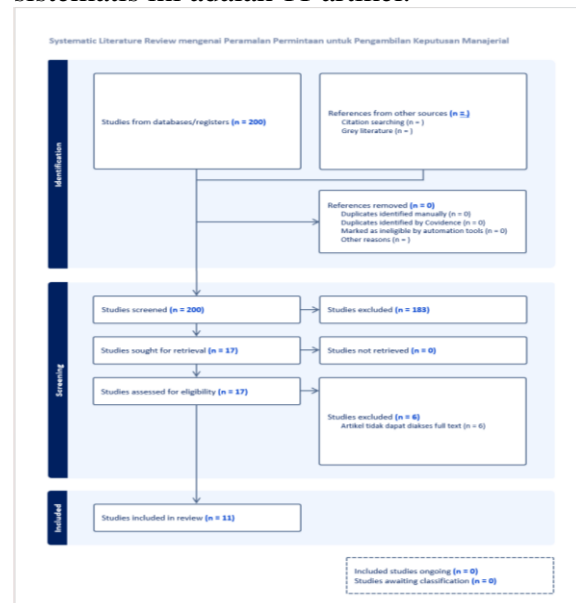 sistematis ini adalah 11 artikel.
Systematic Literature Review mengenai Peramalan Permintaan untuk Pengambilan Keputusan Manajerial
Identification
Studies from databases/registers (n = 200)
References from other sources (n = )
Citation searching (n = )
Grey literature (n = )
References removed (n = 0)
Duplicates identified manually (n = 0)
Duplicates identified by Covidence (n = 0)
Marked as ineligible by automation tools (n = 0)
Other reasons (n = )
Screening
Studies screened (n = 200)
Studies excluded (n = 183)
Studies sought for retrieval (n = 17)
Studies not retrieved (n = 0)
Studies assessed for eligibility (n = 17)
Studies excluded (n = 6)
Artikel tidak dapat diakses full text (n = 6)
Included
Studies included in review (n = 11)
Included studies ongoing (n = 0)
Studies awaiting classification (n = 0)